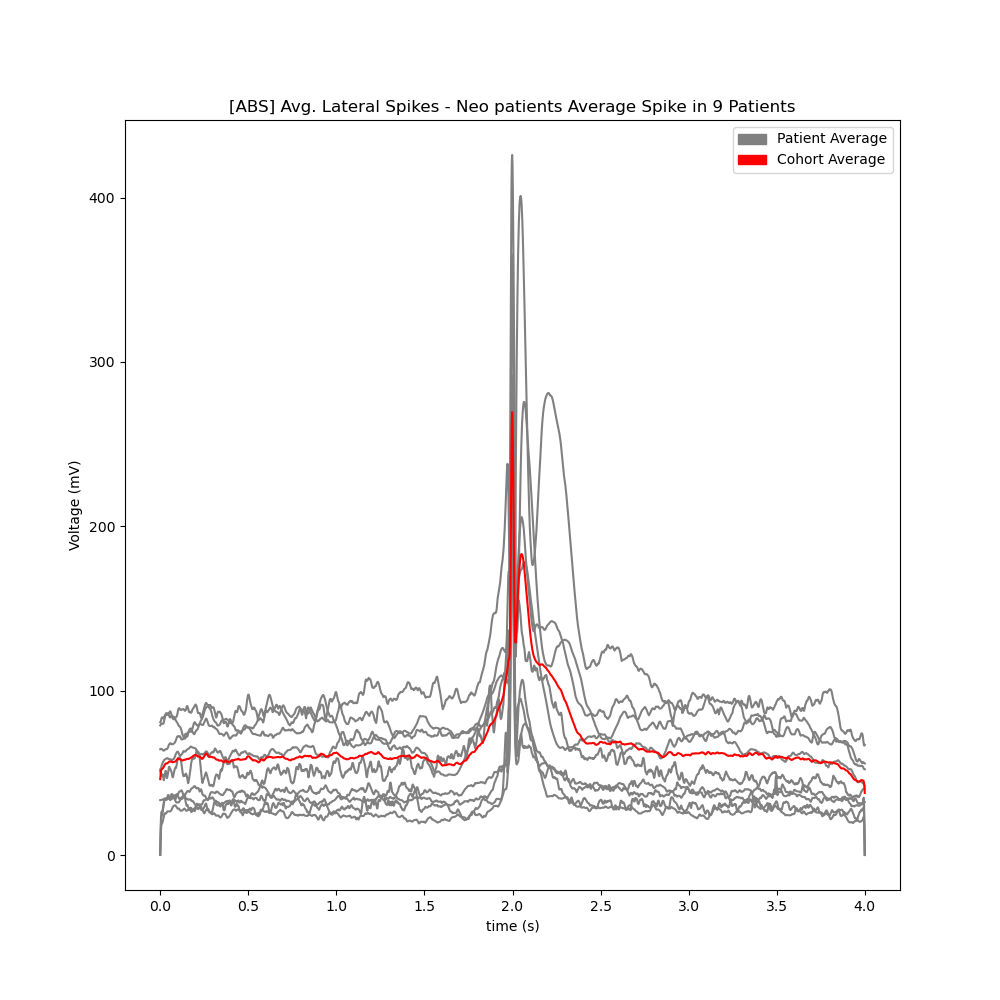 [ABS] Avg. Lateral Spikes - Neo patients Average Spike in 9 Patients
Patient Average
Cohort Average
400
300
200
100
0
Voltage (mV)
0.0 0.5 1.0 1.5 2.0 2.5 3.0 3.5 4.0
time (s)